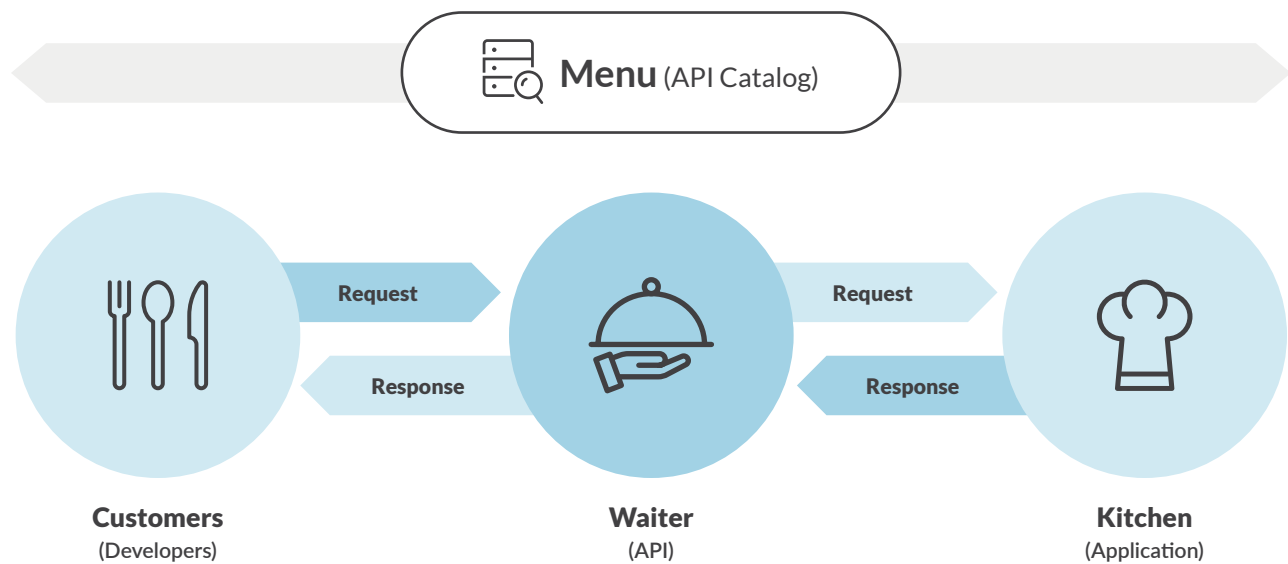 Menu (API Catalog)
Request
Request
Response
Response
Customers
(Developers)
Waiter
(API)
Kitchen
(Application)